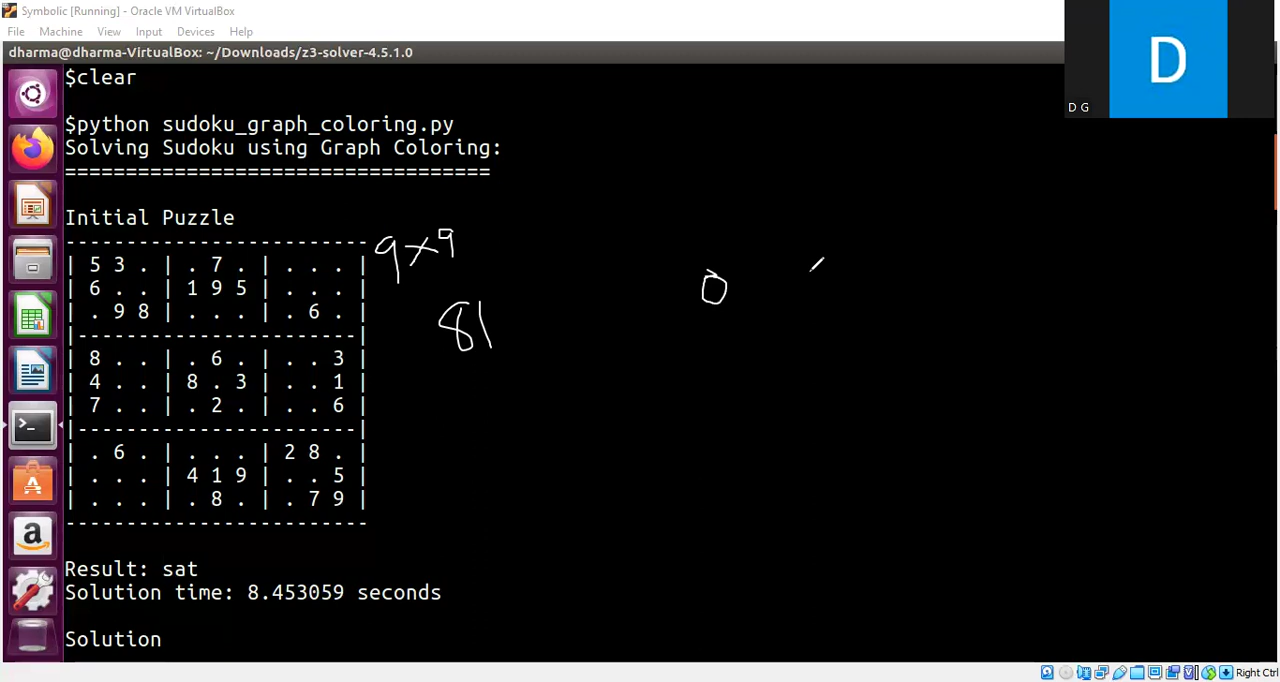 Symbolic [Running] - Oracle VM VirtualBox
File Machine View Input Devices Help
dharma@dharma-VirtualBox: ~/Downloads/z3-solver-4.5.1.0
D
D G
$clear
$python sudoku_graph_coloring.py
Solving Sudoku using Graph Coloring:
===================================
Initial Puzzle
-------------------------
| 5 3 . | . 7 . | . . . |
| 6 . . | 1 9 5 | . . . |
| . 9 8 | . . . | . 6 . |
|-----------------------|
| 8 . . | . 6 . | . . 3 |
| 4 . . | 8 . 3 | . . 1 |
| 7 . . | . 2 . | . . 6 |
|-----------------------|
| . 6 . | . . . | 2 8 . |
| . . . | 4 1 9 | . . 5 |
| . . . | . 8 . | . 7 9 |
-------------------------
9x9
81
0
Result: sat
Solution time: 8.453059 seconds
Solution
a
Right Ctrl